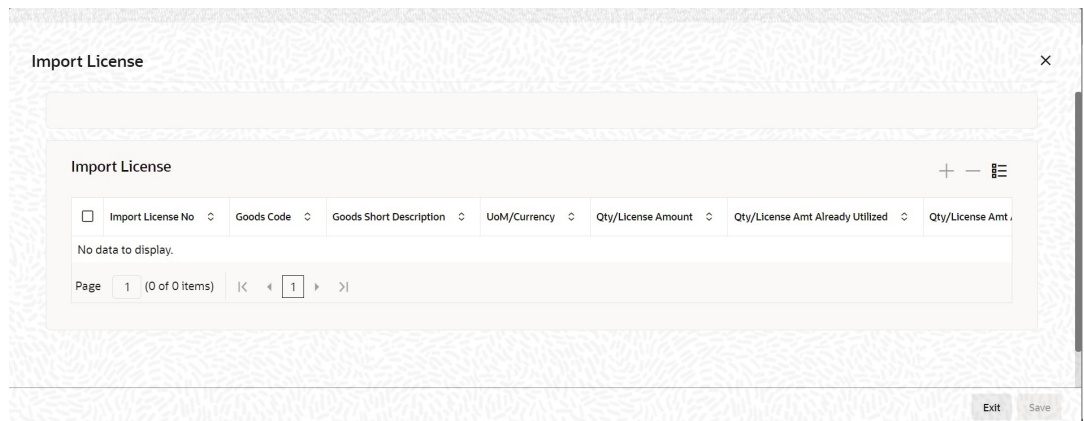 Import License
Import License
Import License No Goods Code Goods Short Description UoM/Currency Qty/License Amount Qty/License Amt Already Utilized Qty/License Amt
No data to display.
Page 1 (0 of 0 items) 1
Exit Save